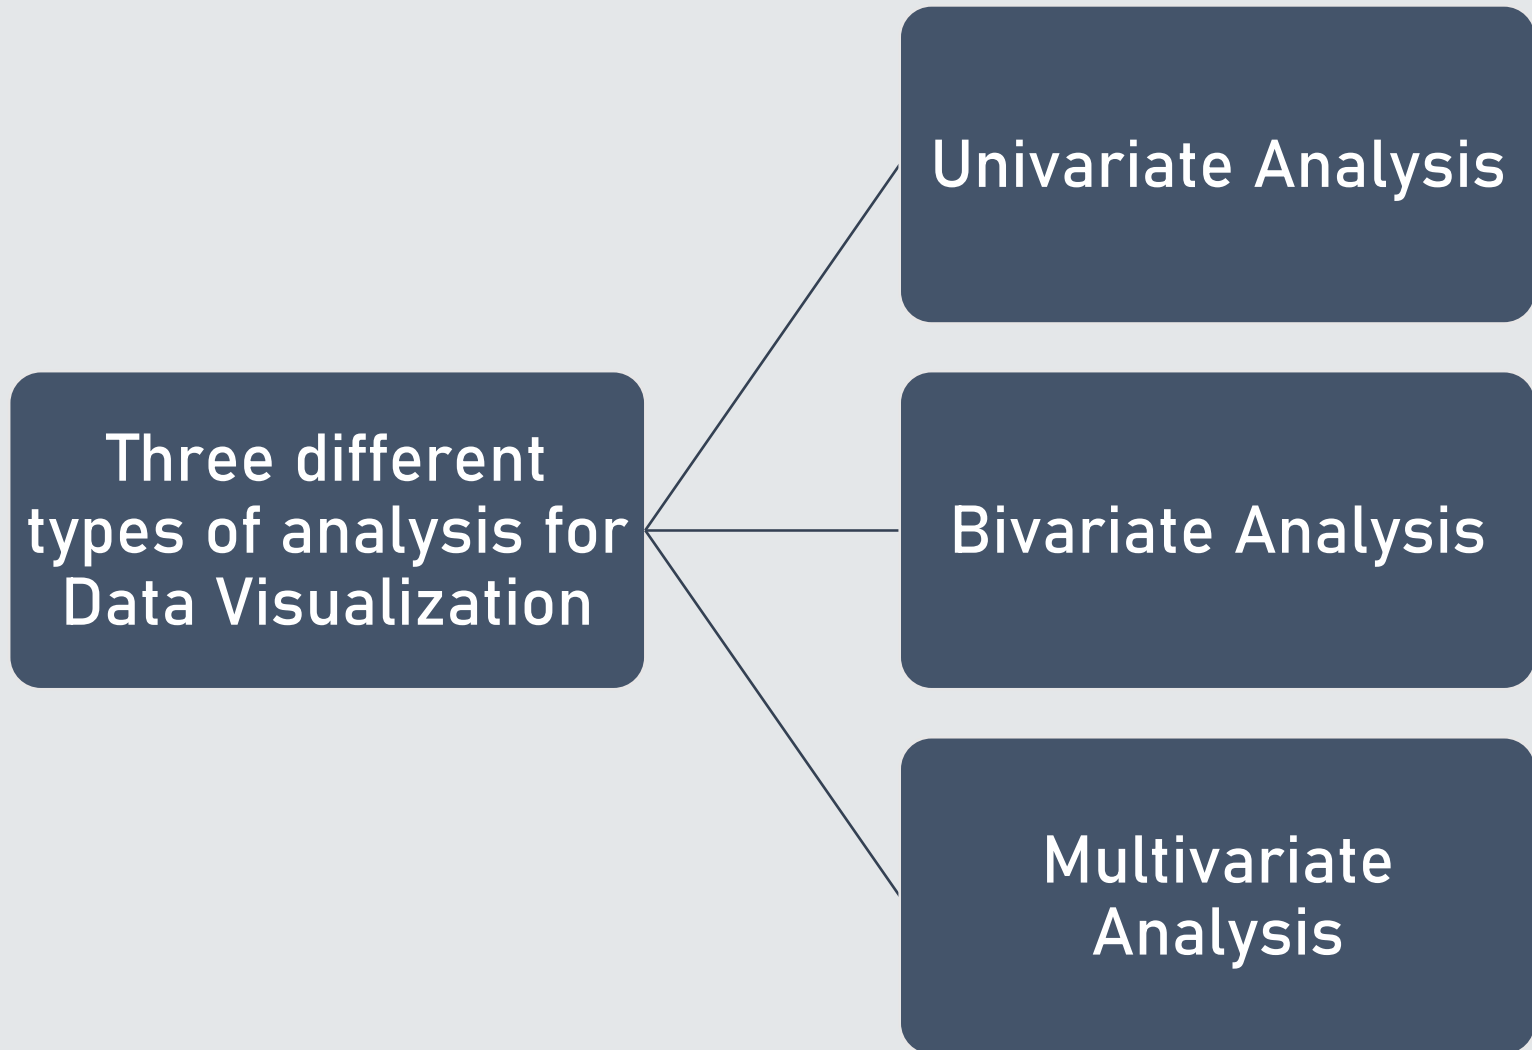 Three different
types of analysis for
Data Visualization
Univariate Analysis
Bivariate Analysis
Multivariate
Analysis